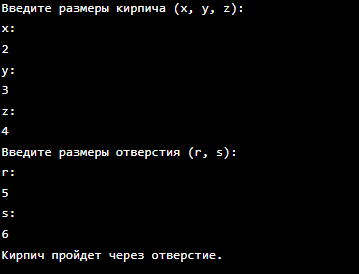 Введите размеры кирпича (x, y, z):
x:
2
y:
3
z:
4
Введите размеры отверстия (r, s):
r:
5
s:
6
Кирпич пройдет через отверстие.